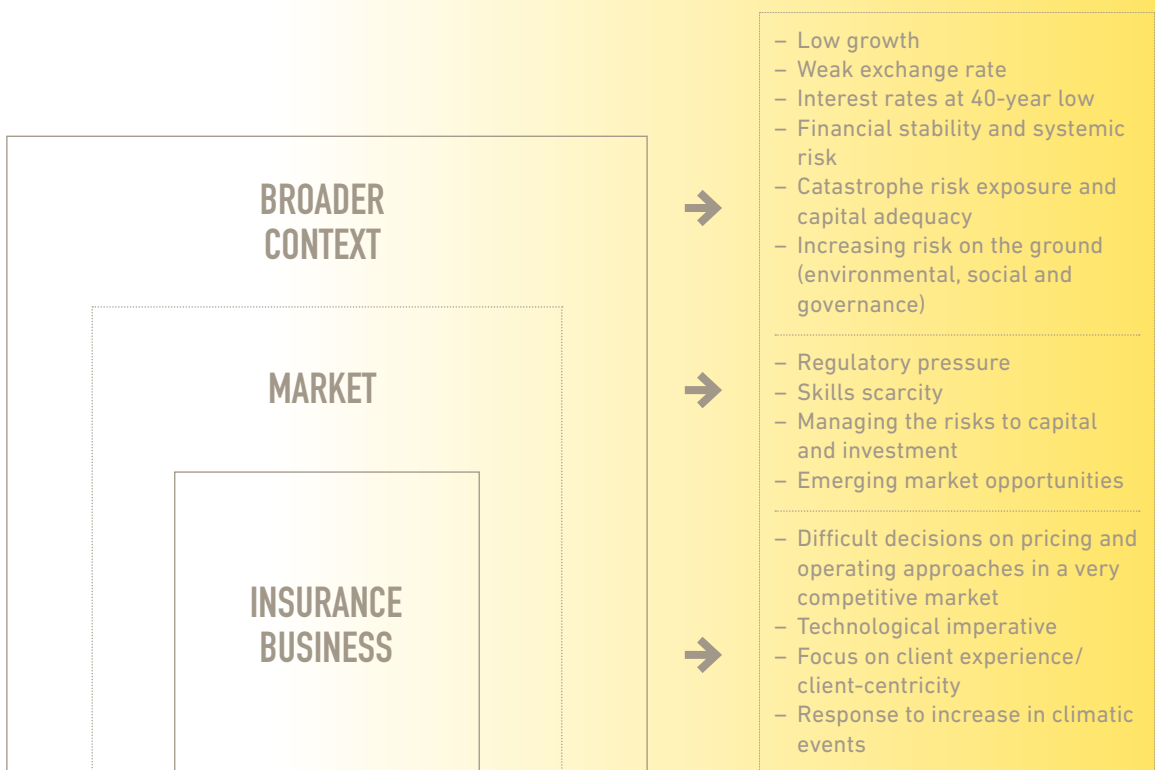 BROADER
CONTEXT
– Low growth
– Weak exchange rate
– Interest rates at 40-year low
– Financial stability and systemic
risk
– Catastrophe risk exposure and
capital adequacy
– Increasing risk on the ground
(environmental, social and
governance)
MARKET
– Regulatory pressure
– Skills scarcity
– Managing the risks to capital
and investment
– Emerging market opportunities
INSURANCE
BUSINESS
– Difficult decisions on pricing and
operating approaches in a very
competitive market
– Technological imperative
– Focus on client experience/
client-centricity
– Response to increase in climatic
events